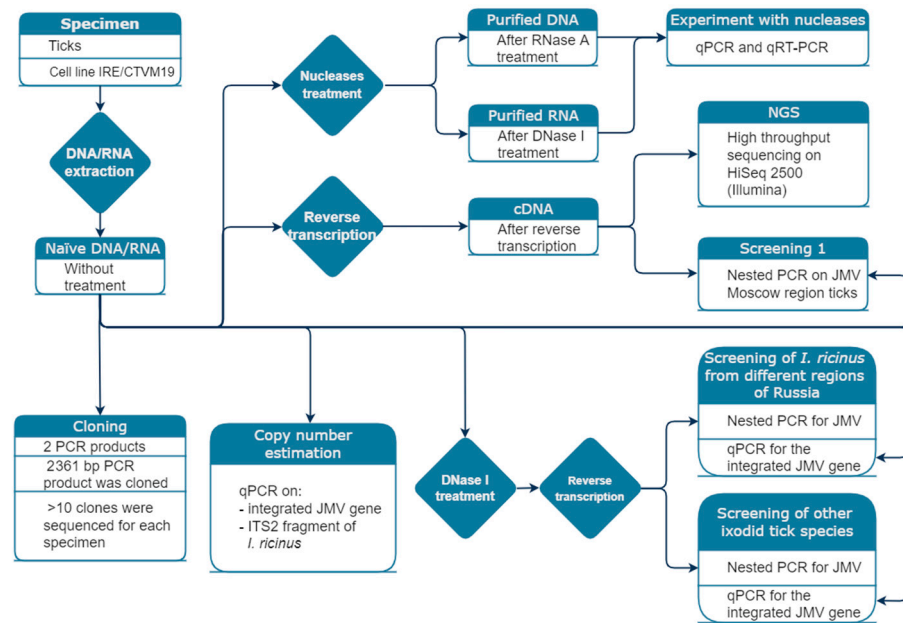 Specimen
Ticks
Cell line IRE/CTVM19
DNA/RNA
extraction
Naïve DNA/RNA
Without
treatment
Nucleases
treatment
Purified DNA
After RNase A
treatment
Purified RNA
After DNase I
treatment
Experiment with nucleases
qPCR and qRT-PCR
Reverse
transcription
cDNA
After reverse
transcription
NGS
High throughput
sequencing on
HiSeq 2500
(Illumina)
Screening 1
Nested PCR on JMV
Moscow region ticks
Cloning
2 PCR products
2361 bp PCR
product was cloned
>10 clones were
sequenced for each
specimen
Copy number
estimation
qPCR on:
- integrated JMV gene
- ITS2 fragment of
I. ricinus
DNase I
treatment
Reverse
transcription
Screening of I. ricinus
from different regions
of Russia
Nested PCR for JMV
qPCR for the
integrated JMV gene
Screening of other
ixodid tick species
Nested PCR for JMV
qPCR for the
integrated JMV gene